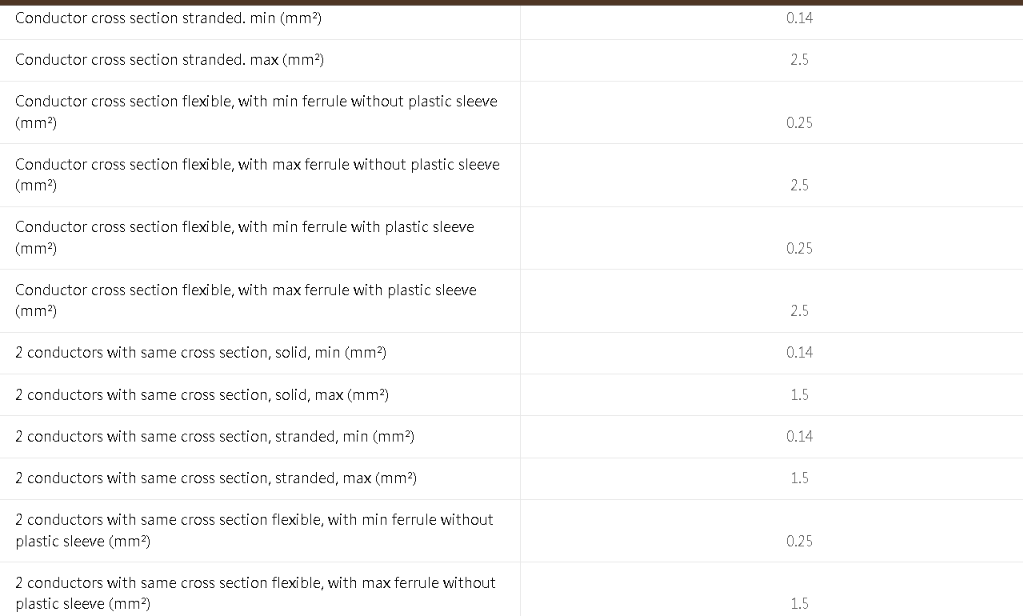 Conductor cross section stranded. min (mm²) 0.14
Conductor cross section stranded. max (mm²) 2.5
Conductor cross section flexible, with min ferrule without plastic sleeve
(mm²) 0.25
Conductor cross section flexible, with max ferrule without plastic sleeve
(mm²) 2.5
Conductor cross section flexible, with min ferrule with plastic sleeve
(mm²) 0.25
Conductor cross section flexible, with max ferrule with plastic sleeve
(mm²) 2.5
2 conductors with same cross section, solid, min (mm²) 0.14
2 conductors with same cross section, solid, max (mm²) 1.5
2 conductors with same cross section, stranded, min (mm²) 0.14
2 conductors with same cross section, stranded, max (mm²) 1.5
2 conductors with same cross section flexible, with min ferrule without
plastic sleeve (mm²) 0.25
2 conductors with same cross section flexible, with max ferrule without
plastic sleeve (mm²) 1.5